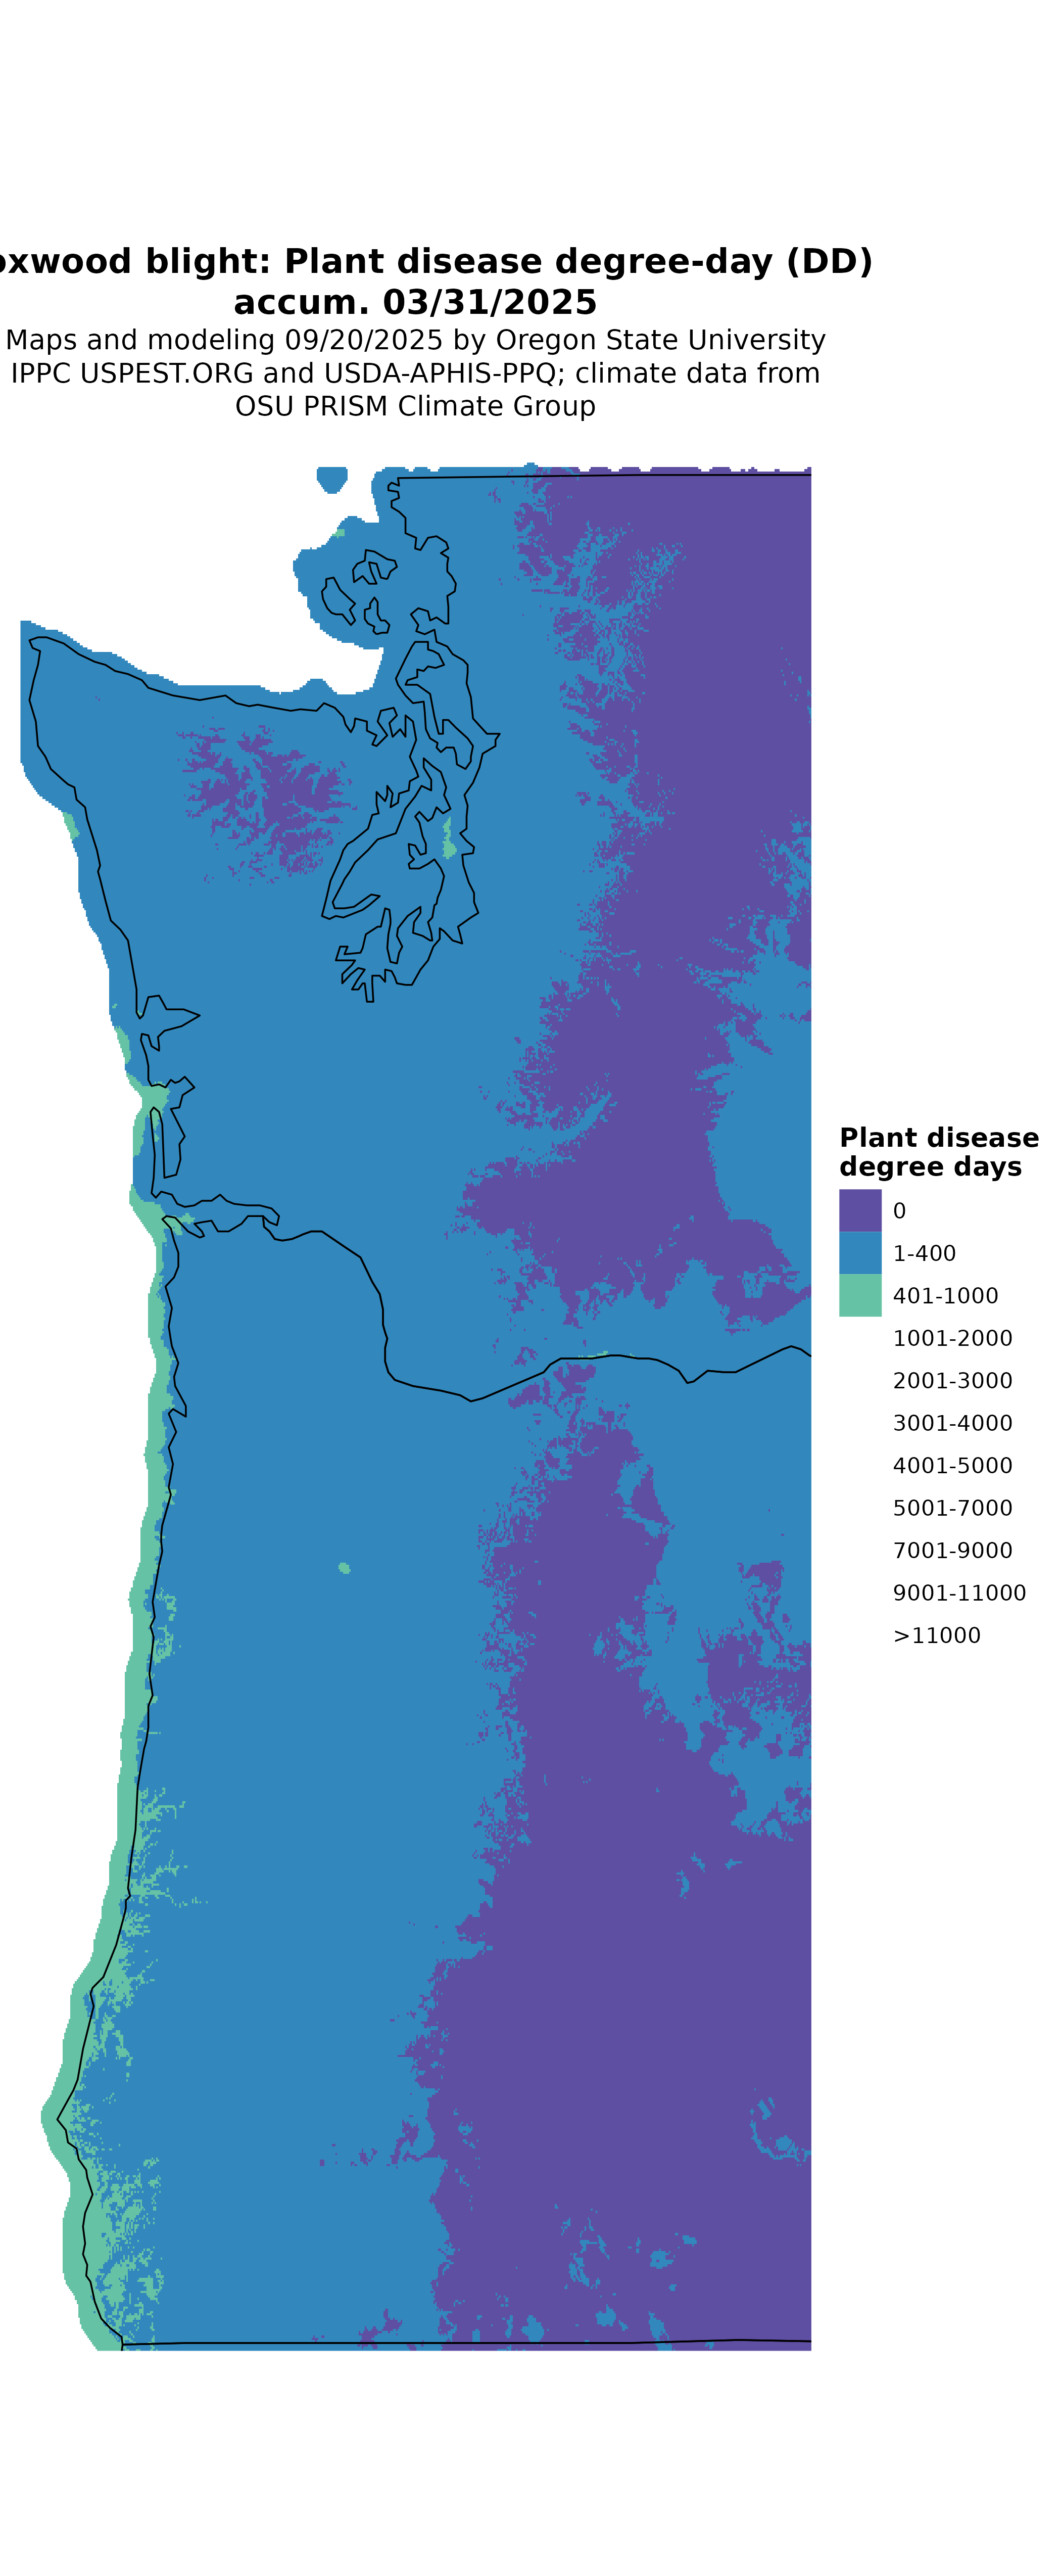 oxwood blight: Plant disease degree-day (DD)
accum. 03/31/2025
Maps and modeling 09/20/2025 by Oregon State University
IPPC USPEST.ORG and USDA-APHIS-PPQ; climate data from
OSU PRISM Climate Group
Plant disease
degree days
0
1-400
401-1000
1001-2000
2001-3000
3001-4000
4001-5000
5001-7000
7001-9000
9001-11000
>11000